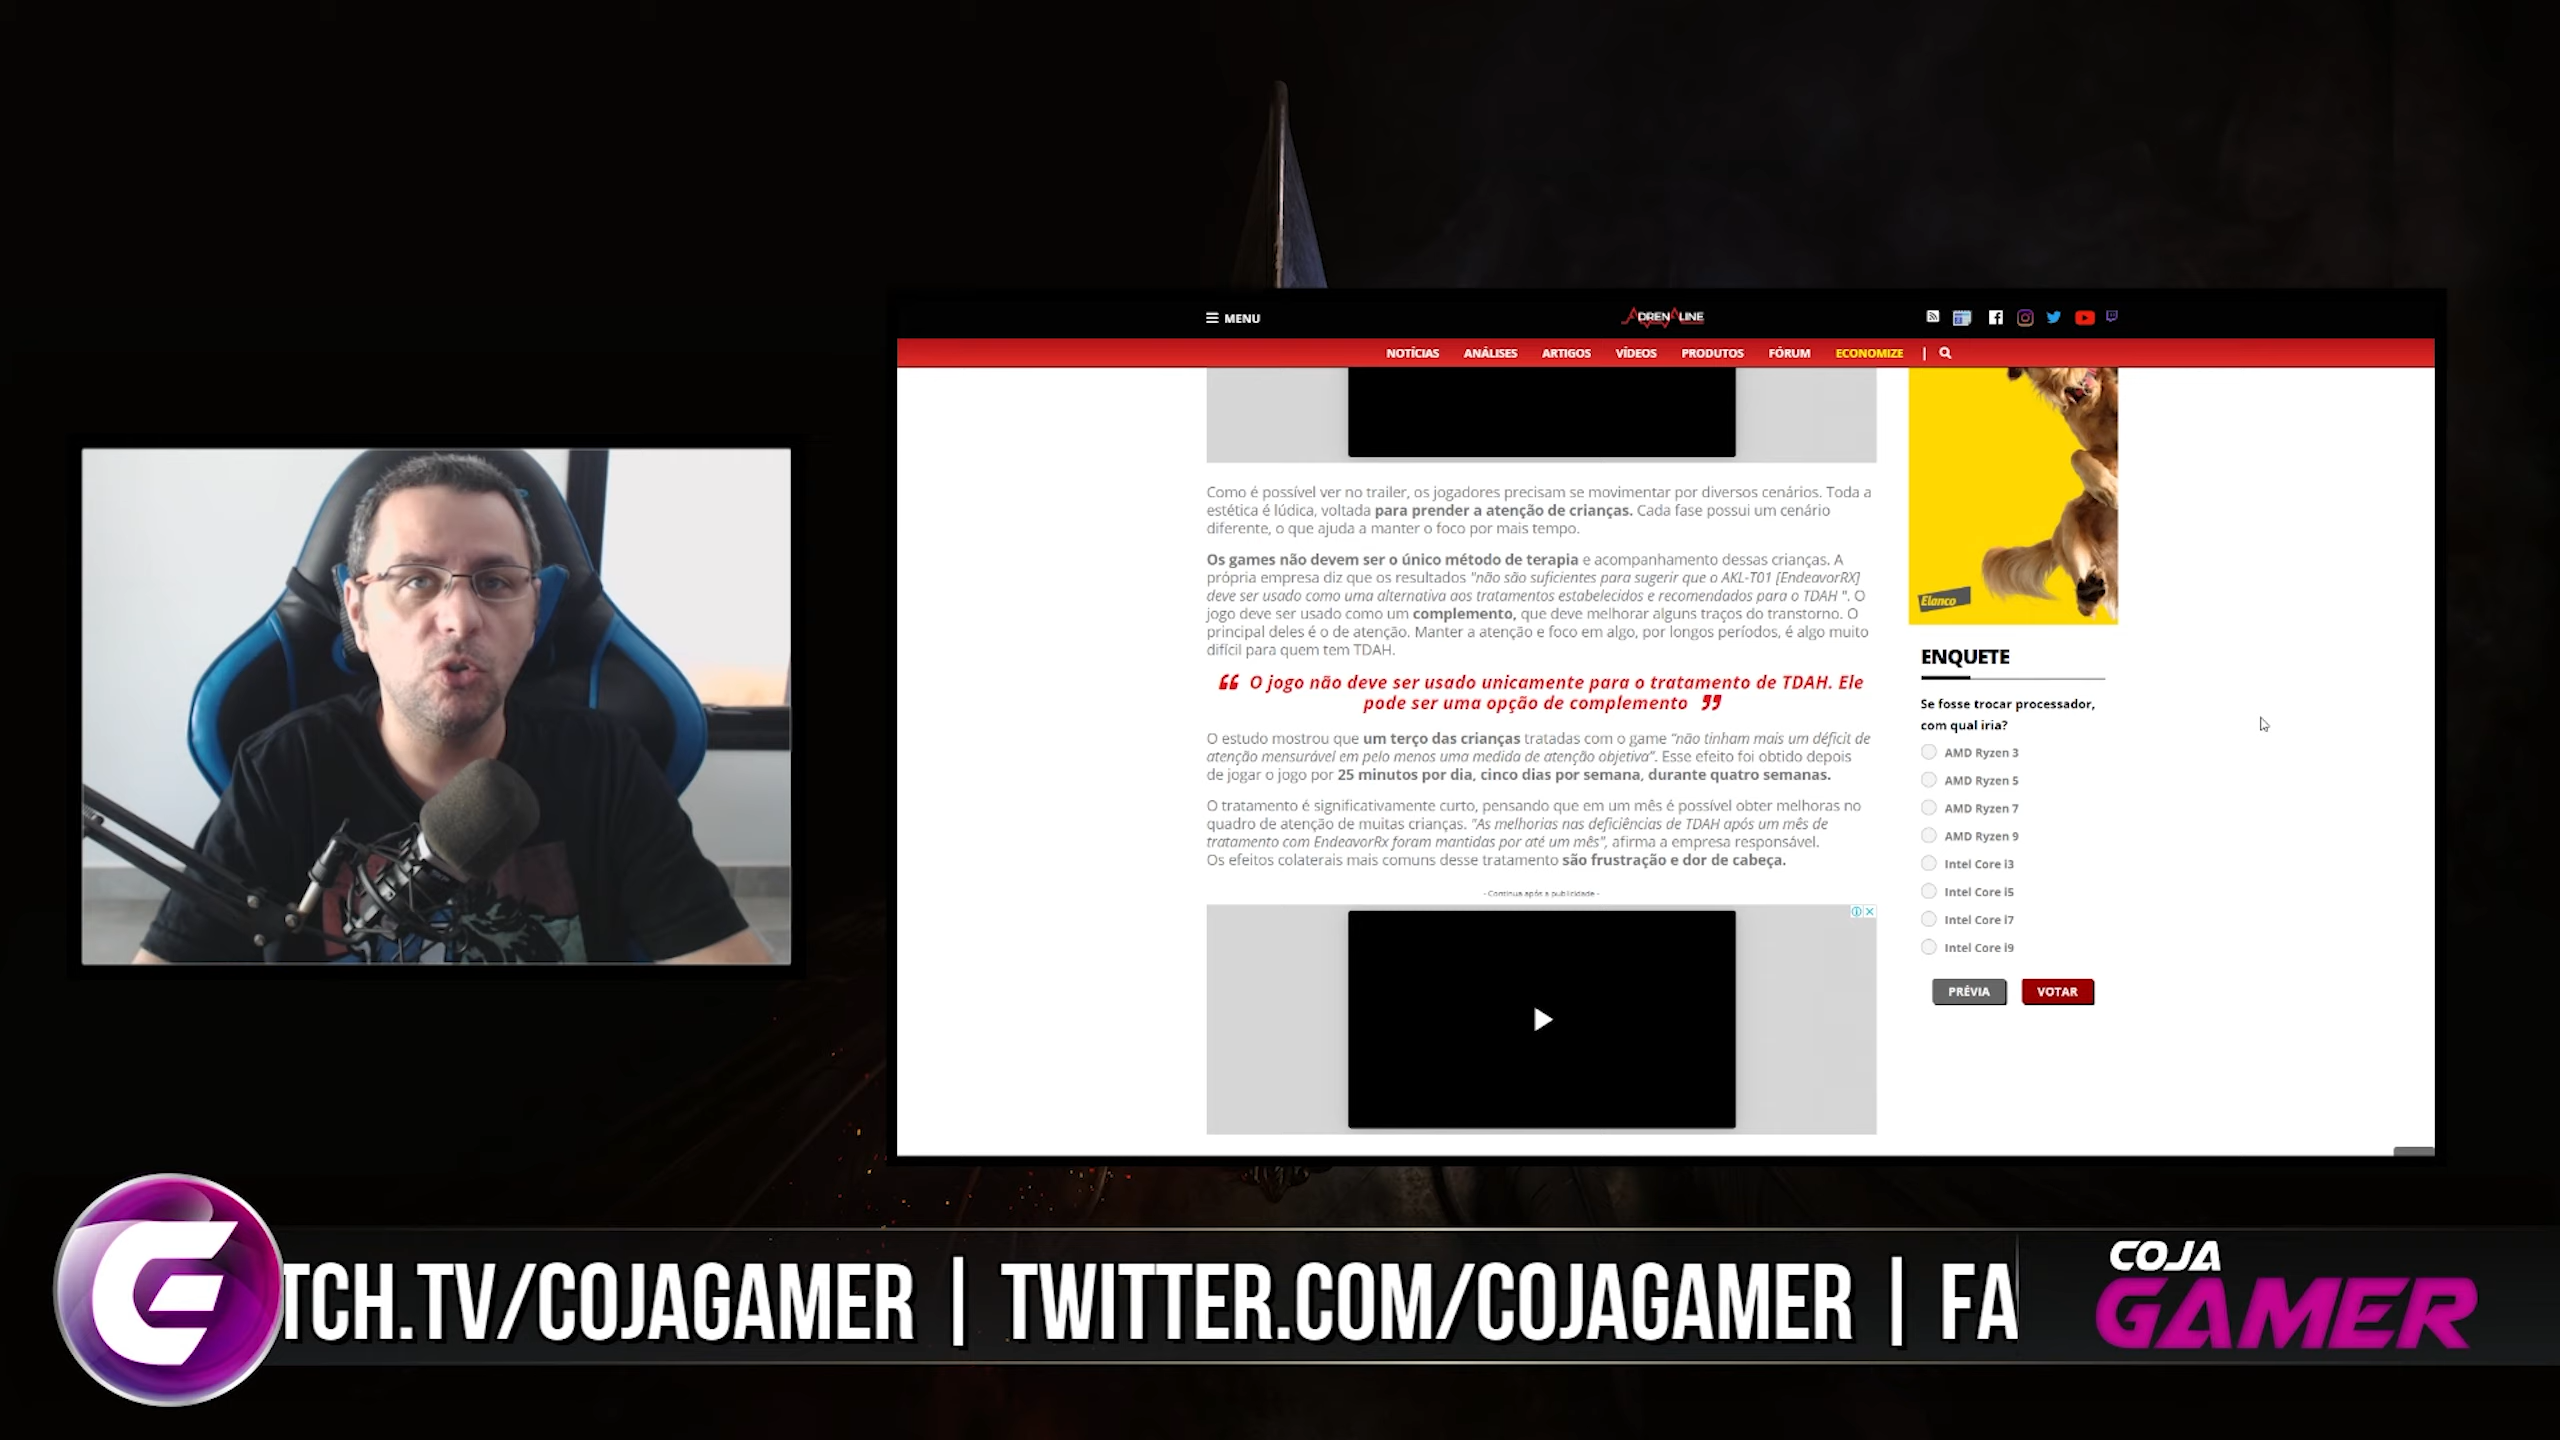 MENU
ADRENALINE
NOTÍCIAS ANÁLISES ARTIGOS VÍDEOS PRODUTOS FÓRUM ECONOMIZE |
Como é possível ver no trailer, os jogadores precisam se movimentar por diversos cenários. Toda a
estética é lúdica, voltada para prender a atenção de crianças. Cada fase possui um cenário
diferente, o que ajuda a manter o foco por mais tempo.
Os games não devem ser o único método de terapia e acompanhamento dessas crianças. A
própria empresa diz que os resultados "não são suficientes para sugerir que o AKL-T01 [EndeavorRX]
deve ser usado como uma alternativa aos tratamentos estabelecidos e recomendados para o TDAH ". O
jogo deve ser usado como um complemento, que deve melhorar alguns traços do transtorno. O
principal deles é o de atenção. Manter a atenção e foco em algo, por longos períodos, é algo muito
difícil para quem tem TDAH.
“ O jogo não deve ser usado unicamente para o tratamento de TDAH. Ele
pode ser uma opção de complemento ”
O estudo mostrou que um terço das crianças tratadas com o game “não tinham mais um déficit de
atenção mensurável em pelo menos uma medida de atenção objetiva”. Esse efeito foi obtido depois
de jogar o jogo por 25 minutos por dia, cinco dias por semana, durante quatro semanas.
O tratamento é significativamente curto, pensando que em um mês é possível obter melhoras no
quadro de atenção de muitas crianças. "As melhorias nas deficiências de TDAH após um mês de
tratamento com EndeavorRx foram mantidas por até um mês", afirma a empresa responsável.
Os efeitos colaterais mais comuns desse tratamento são frustração e dor de cabeça.
- Continua após a publicidade -
Elanco
ENQUETE
Se fosse trocar processador,
com qual iria?
AMD Ryzen 3
AMD Ryzen 5
AMD Ryzen 7
AMD Ryzen 9
Intel Core i3
Intel Core i5
Intel Core i7
Intel Core i9
PRÉVIA VOTAR
TCH.TV/COJAGAMER | TWITTER.COM/COJAGAMER | FA
COJA
GAMER